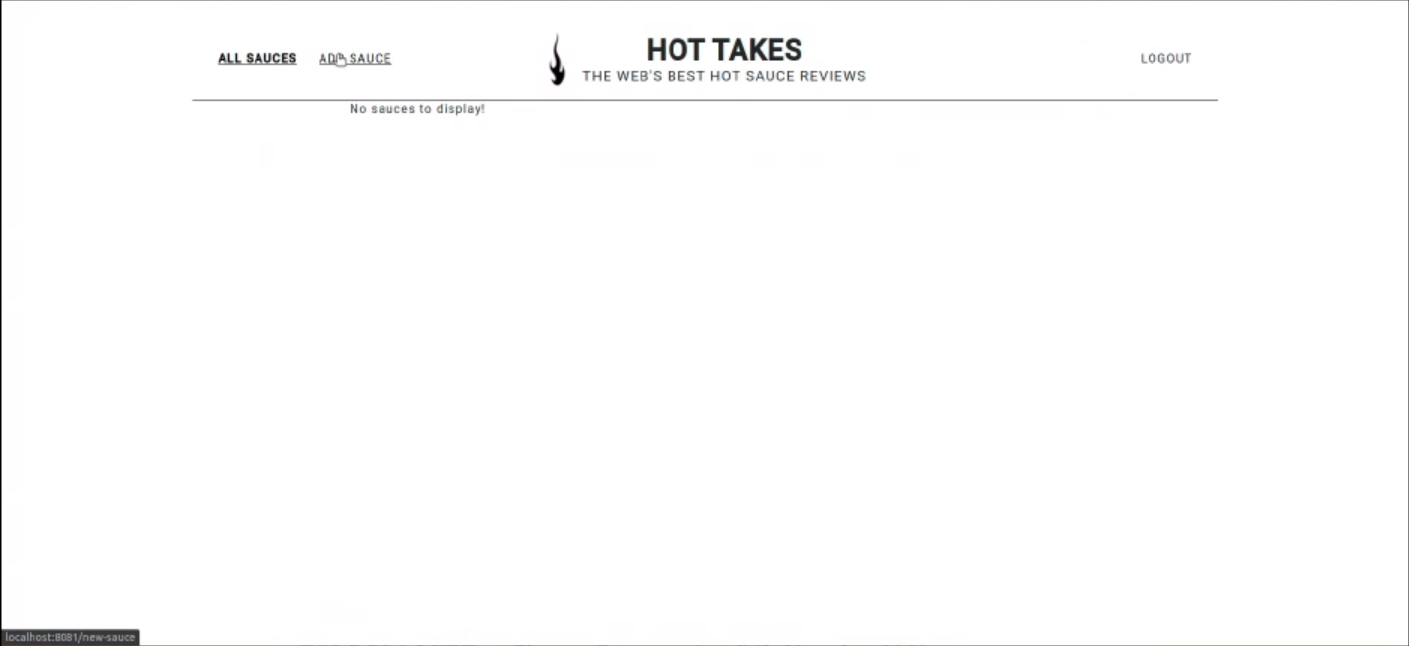 ALL SAUCES
ADD SAUCE
HOT TAKES
THE WEB'S BEST HOT SAUCE REVIEWS
LOGOUT
No sauces to display!
localhost:8081/new-sauce